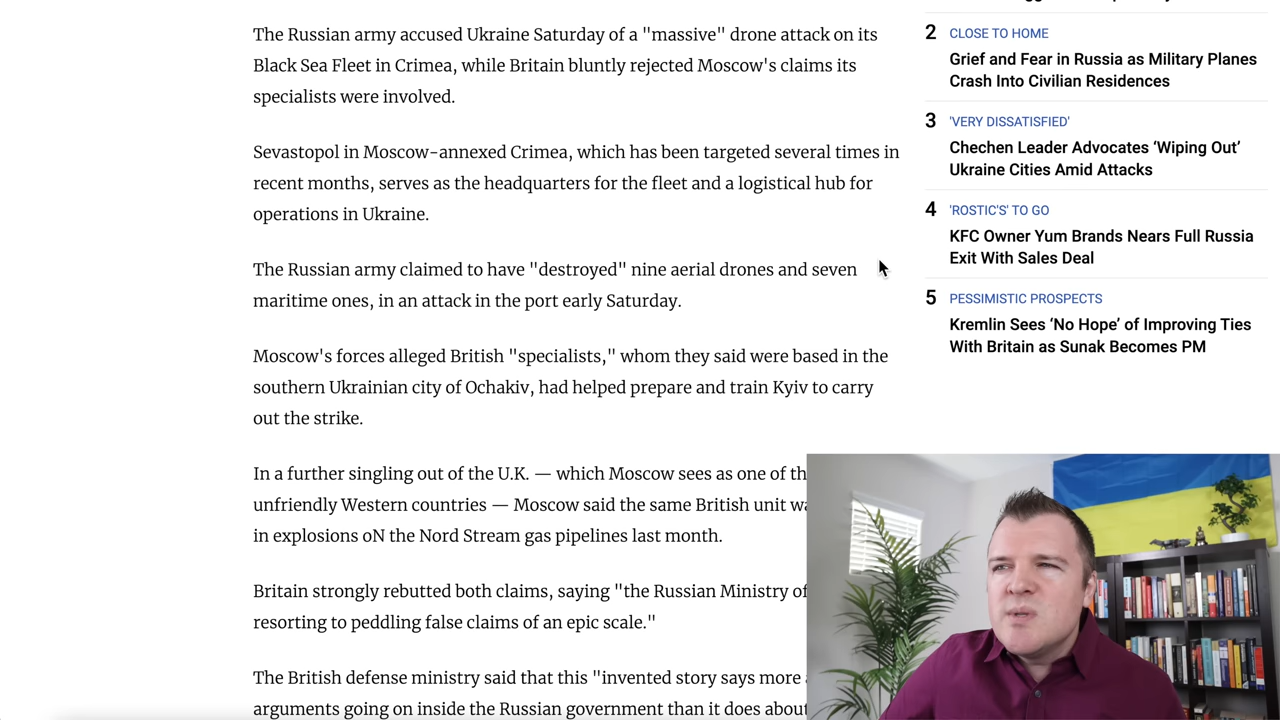 The Russian army accused Ukraine Saturday of a "massive" drone attack on its
Black Sea Fleet in Crimea, while Britain bluntly rejected Moscow's claims its
specialists were involved.
Sevastopol in Moscow-annexed Crimea, which has been targeted several times in
recent months, serves as the headquarters for the fleet and a logistical hub for
operations in Ukraine.
The Russian army claimed to have "destroyed" nine aerial drones and seven
maritime ones, in an attack in the port early Saturday.
Moscow's forces alleged British "specialists," whom they said were based in the
southern Ukrainian city of Ochakiv, had helped prepare and train Kyiv to carry
out the strike.
In a further singling out of the U.K. — which Moscow sees as one of
unfriendly Western countries — Moscow said the same British unit
in explosions oN the Nord Stream gas pipelines last month.
Britain strongly rebutted both claims, saying "the Russian Ministry of
resorting to peddling false claims of an epic scale."
The British defense ministry said that this "invented story says more
arguments going on inside the Russian government than it does about
2 CLOSE TO HOME
Grief and Fear in Russia as Military Planes
Crash Into Civilian Residences
3 'VERY DISSATISFIED'
Chechen Leader Advocates ‘Wiping Out’
Ukraine Cities Amid Attacks
4 'ROSTIC'S' TO GO
KFC Owner Yum Brands Nears Full Russia
Exit With Sales Deal
5 PESSIMISTIC PROSPECTS
Kremlin Sees ‘No Hope’ of Improving Ties
With Britain as Sunak Becomes PM